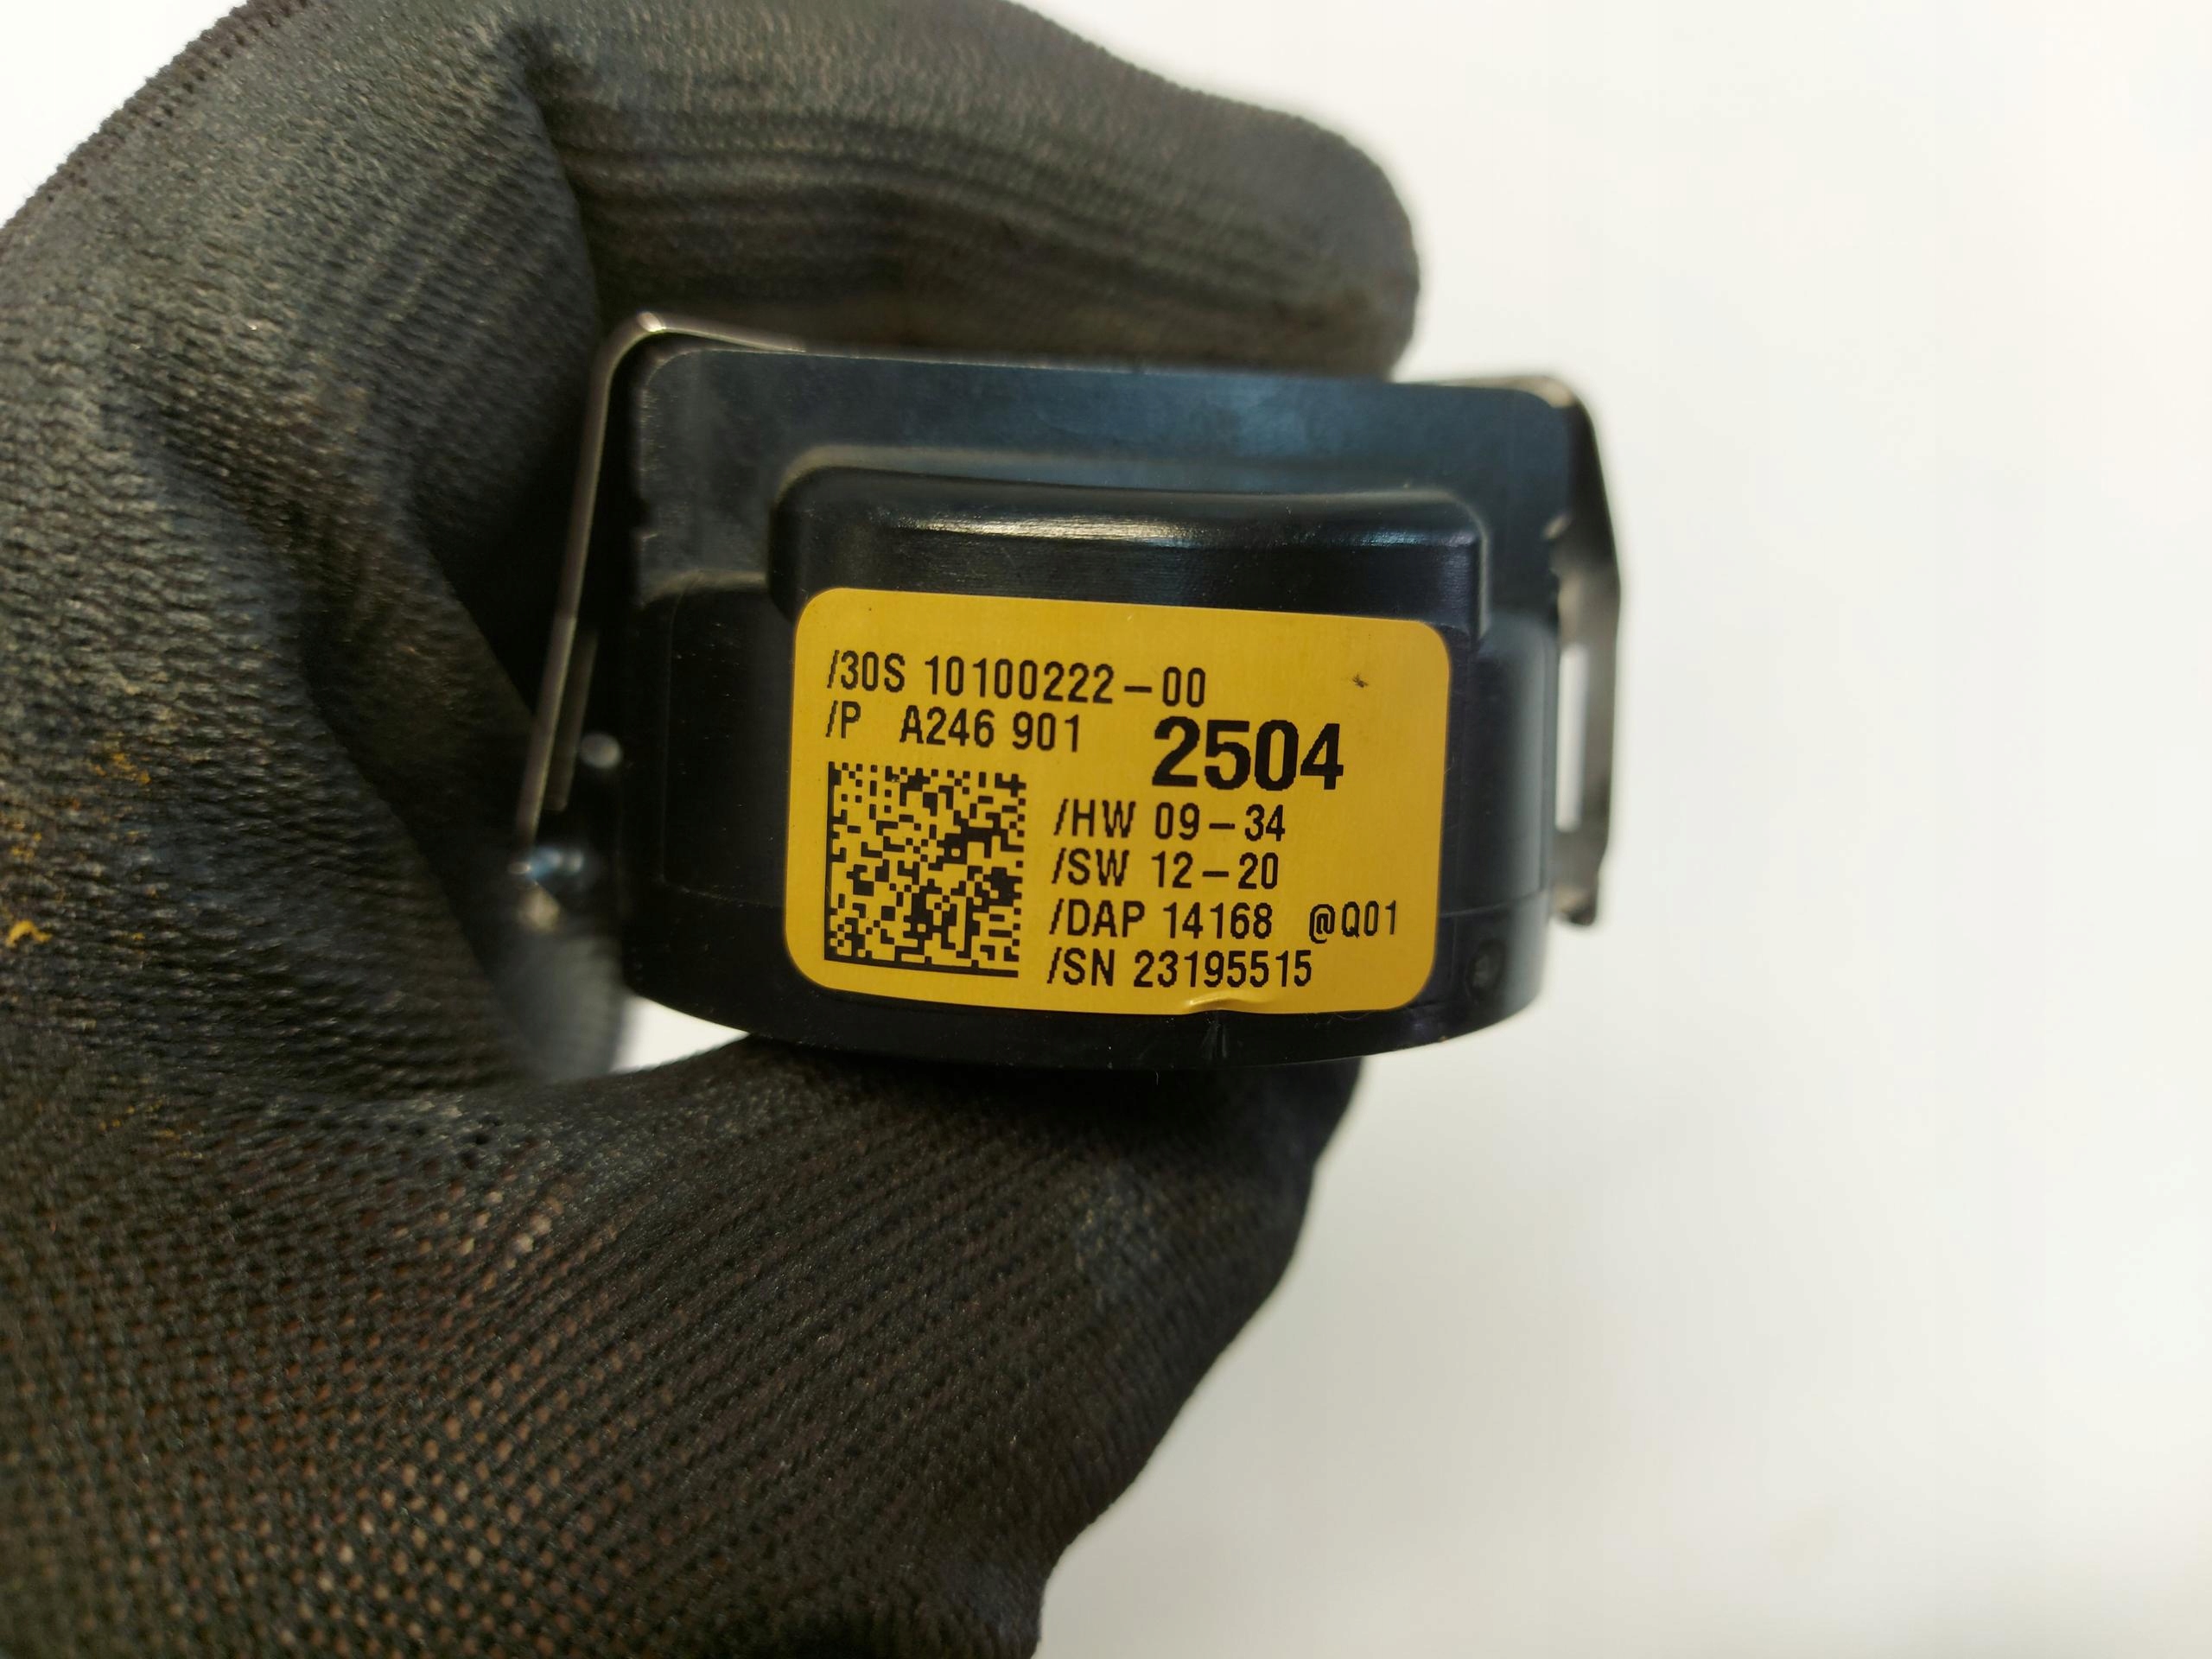 /30S 10100222-00
/P A246 901 2504
/HW 09-34
/SW 12-20
/DAP 14168 @Q01
/SN 23195515